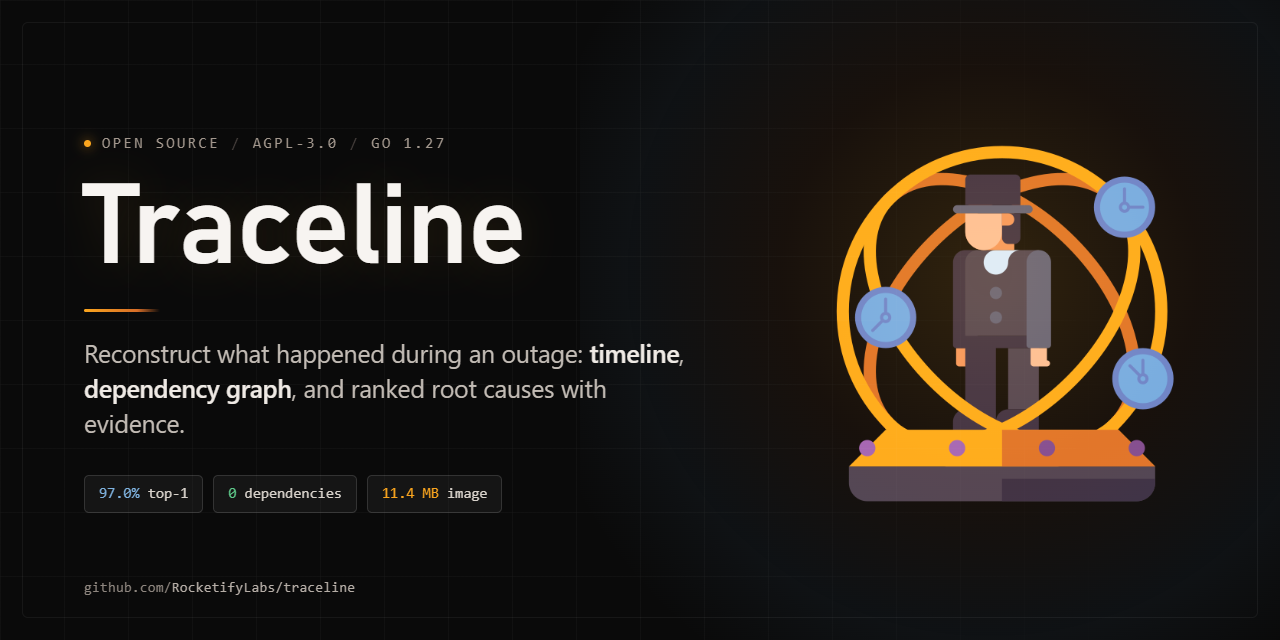 OPEN SOURCE / AGPL-3.0 / GO 1.27
Traceline
Reconstruct what happened during an outage: timeline,
dependency graph, and ranked root causes with
evidence.
97.0% top-1
0 dependencies
11.4 MB image
github.com/RocketifyLabs/traceline